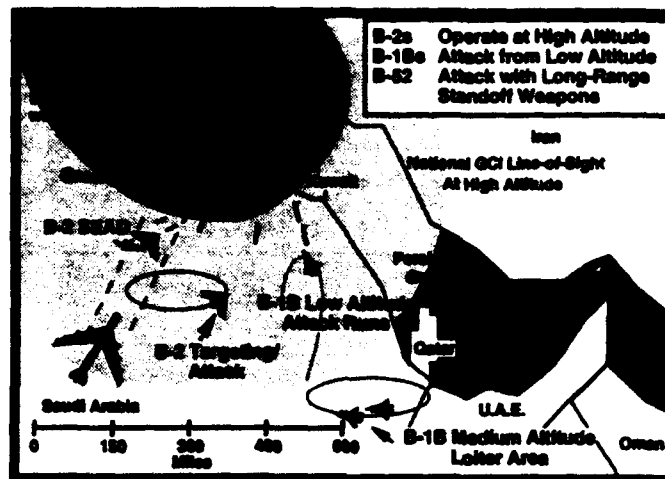 B-2s Operate at High Altitude
B-1Bs Attack from Low Altitude
B-52 Attack with Long-Range
Standoff Weapons
Iran
National GCI Line-of-Sight
At High Altitude
Kuwait
B-2 SEAD
B-1B Low Altitude
Attack Runs
Qatar
B-2 Targeting/
Attack
Saudi Arabia
U.A.E.
B-1B Medium Altitude
Loiter Area
Oman
0 150 300 450 600
Miles